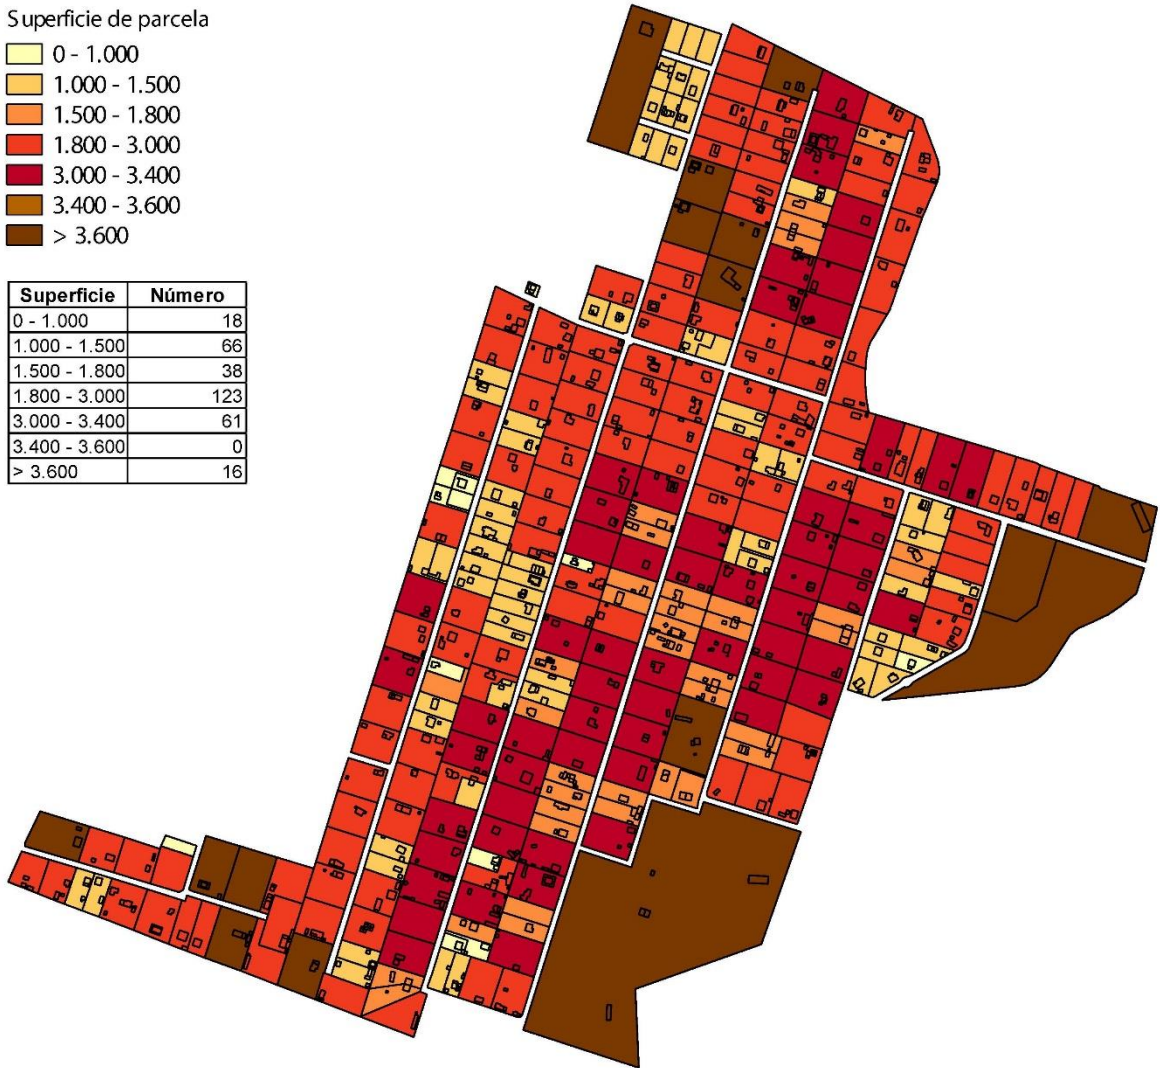 Superficie de parcela
0 - 1.000
1.000 - 1.500
1.500 - 1.800
1.800 - 3.000
3.000 - 3.400
3.400 - 3.600
> 3.600
Superficie Número
0 - 1.000 18
1.000 - 1.500 66
1.500 - 1.800 38
1.800 - 3.000 123
3.000 - 3.400 61
3.400 - 3.600 0
> 3.600 16